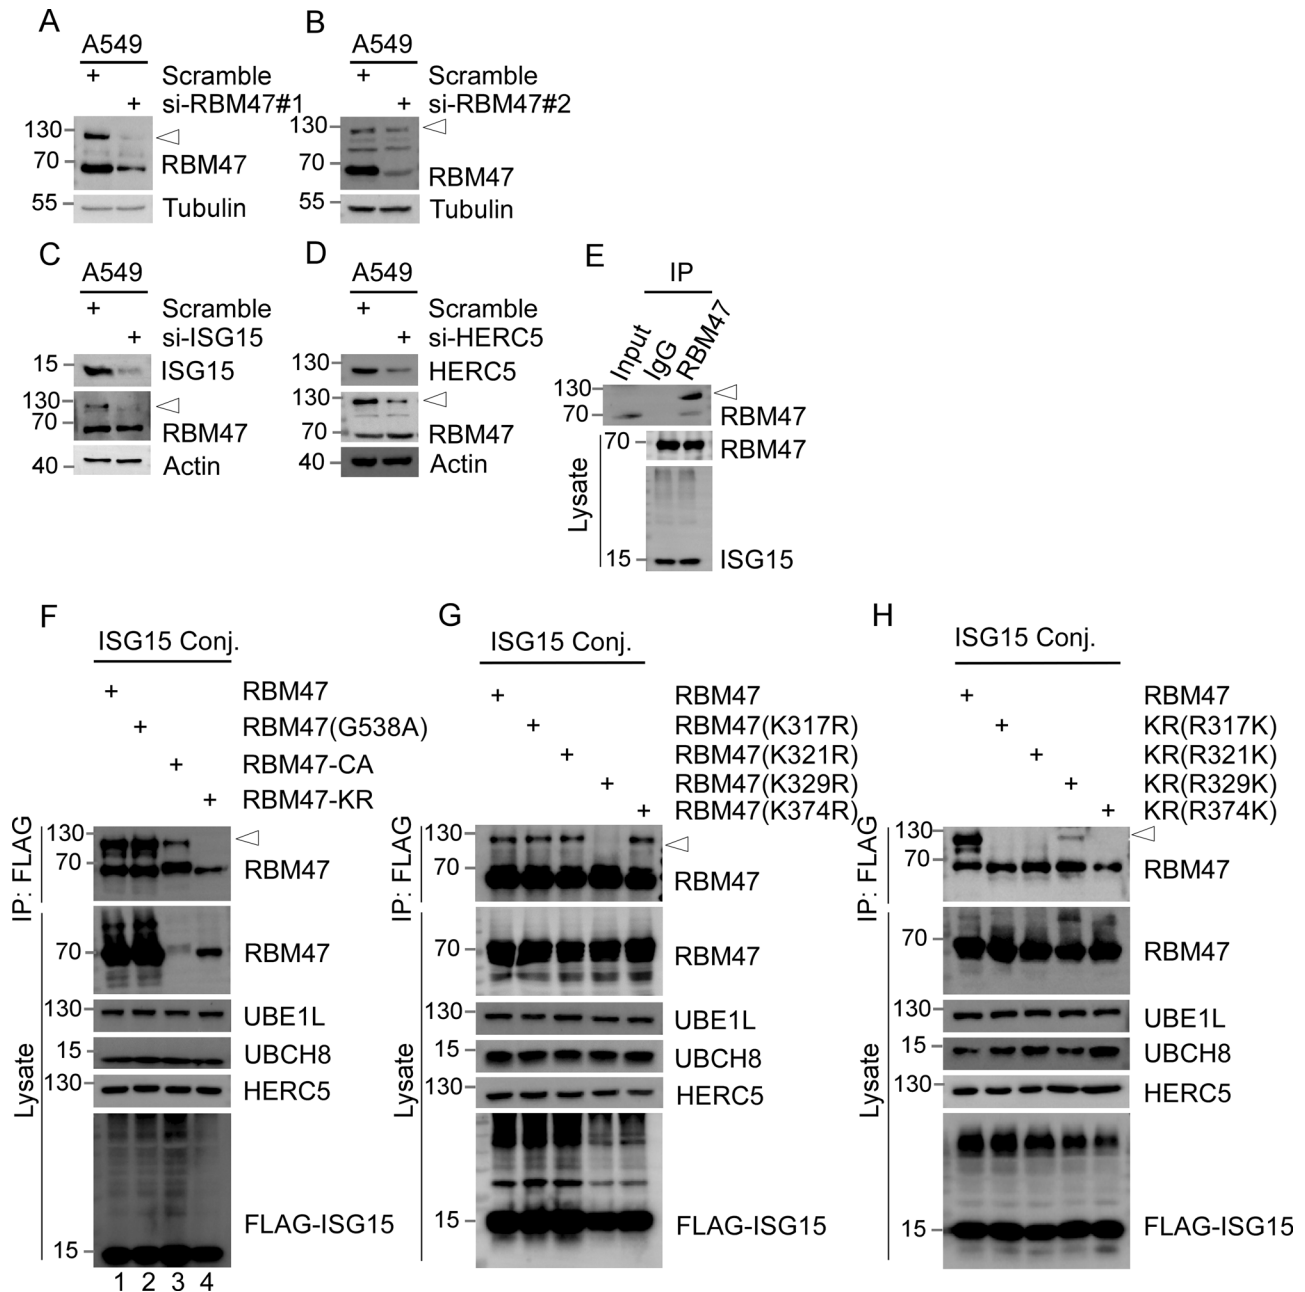 A
A549
+ Scramble
+ si-RBM47#1
130
70
RBM47
55
Tubulin
B
A549
+ Scramble
+ si-RBM47#2
130
70
RBM47
55
Tubulin
C
A549
+ Scramble
+ si-ISG15
15
ISG15
130
70
RBM47
40
Actin
D
A549
+ Scramble
+ si-HERC5
130
HERC5
130
70
RBM47
40
Actin
E
IP
Input
IgG
RBM47
130
70
RBM47
Lysate
70
RBM47
15
ISG15
F
ISG15 Conj.
+ RBM47
+ RBM47(G538A)
+ RBM47-CA
+ RBM47-KR
IP: FLAG
130
70
RBM47
Lysate
70
RBM47
130
UBE1L
15
UBCH8
130
HERC5
FLAG-ISG15
15
1 2 3 4
G
ISG15 Conj.
+ RBM47
+ RBM47(K317R)
+ RBM47(K321R)
+ RBM47(K329R)
+ RBM47(K374R)
IP: FLAG
130
70
RBM47
Lysate
70
RBM47
130
UBE1L
15
UBCH8
130
HERC5
15
FLAG-ISG15
H
ISG15 Conj.
+ RBM47
+ KR(R317K)
+ KR(R321K)
+ KR(R329K)
+ KR(R374K)
IP: FLAG
130
70
RBM47
Lysate
70
RBM47
130
UBE1L
15
UBCH8
130
HERC5
15
FLAG-ISG15